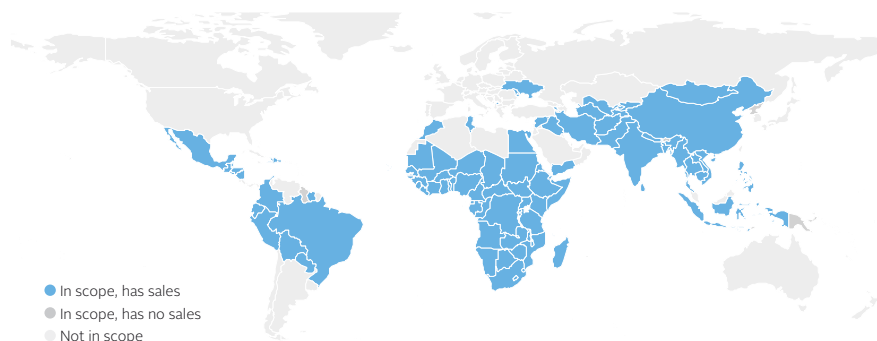 In scope, has sales
In scope, has no sales
Not in scope